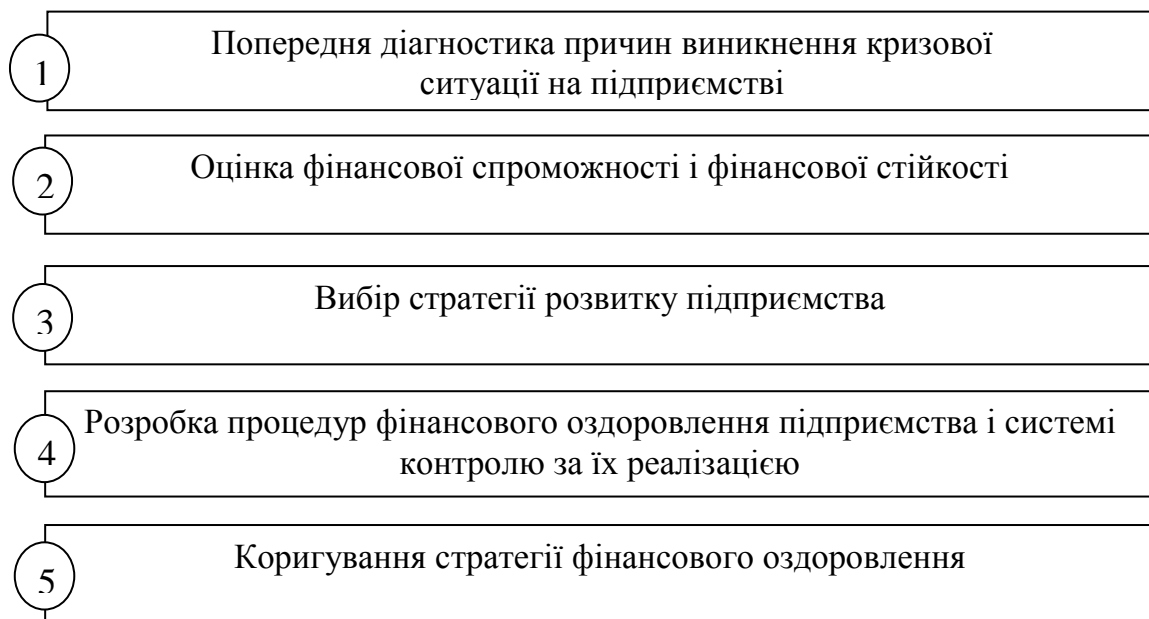 1
Попередня діагностика причин виникнення кризової
ситуації на підприємстві
2
Оцінка фінансової спроможності і фінансової стійкості
3
Вибір стратегії розвитку підприємства
4
Розробка процедур фінансового оздоровлення підприємства і системі
контролю за їх реалізацією
5
Коригування стратегії фінансового оздоровлення